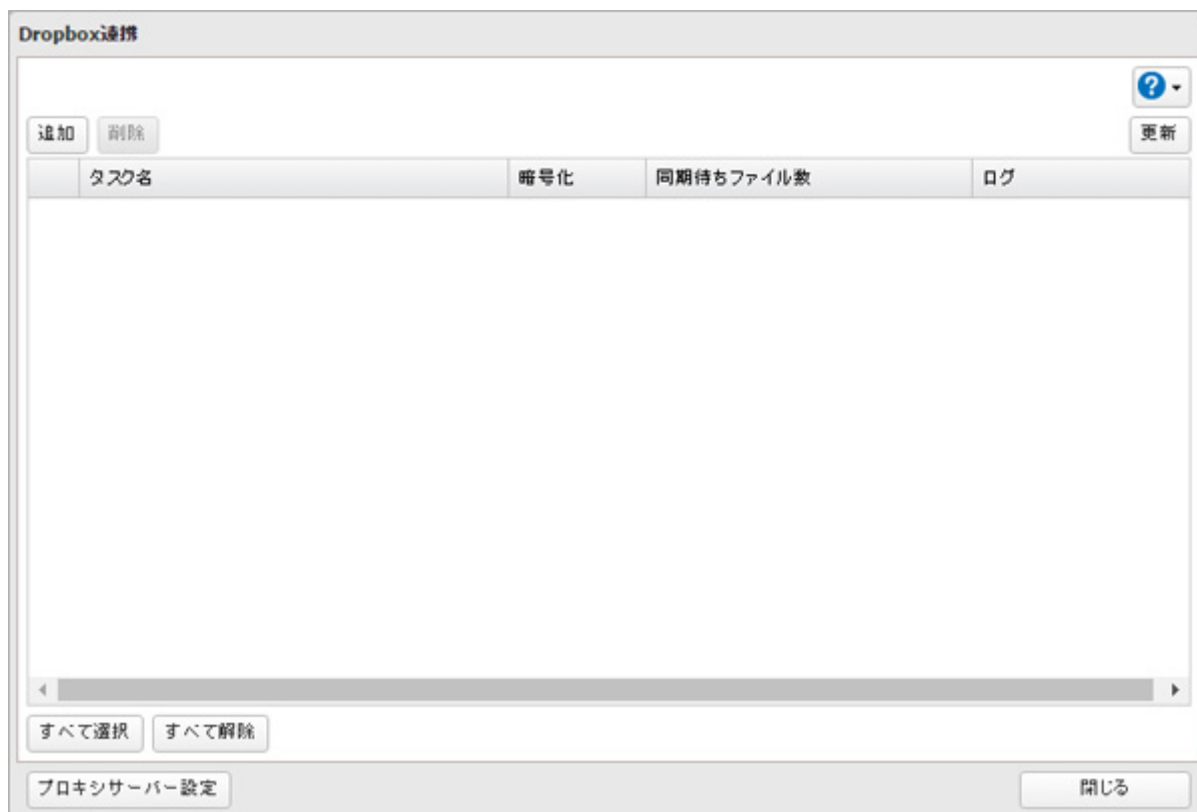 Dropbox連携
?
追加 削除 更新
タスク名 暗号化 同期待ちファイル数 ログ
すべて選択 すべて解除
プロキシサーバー設定 閉じる